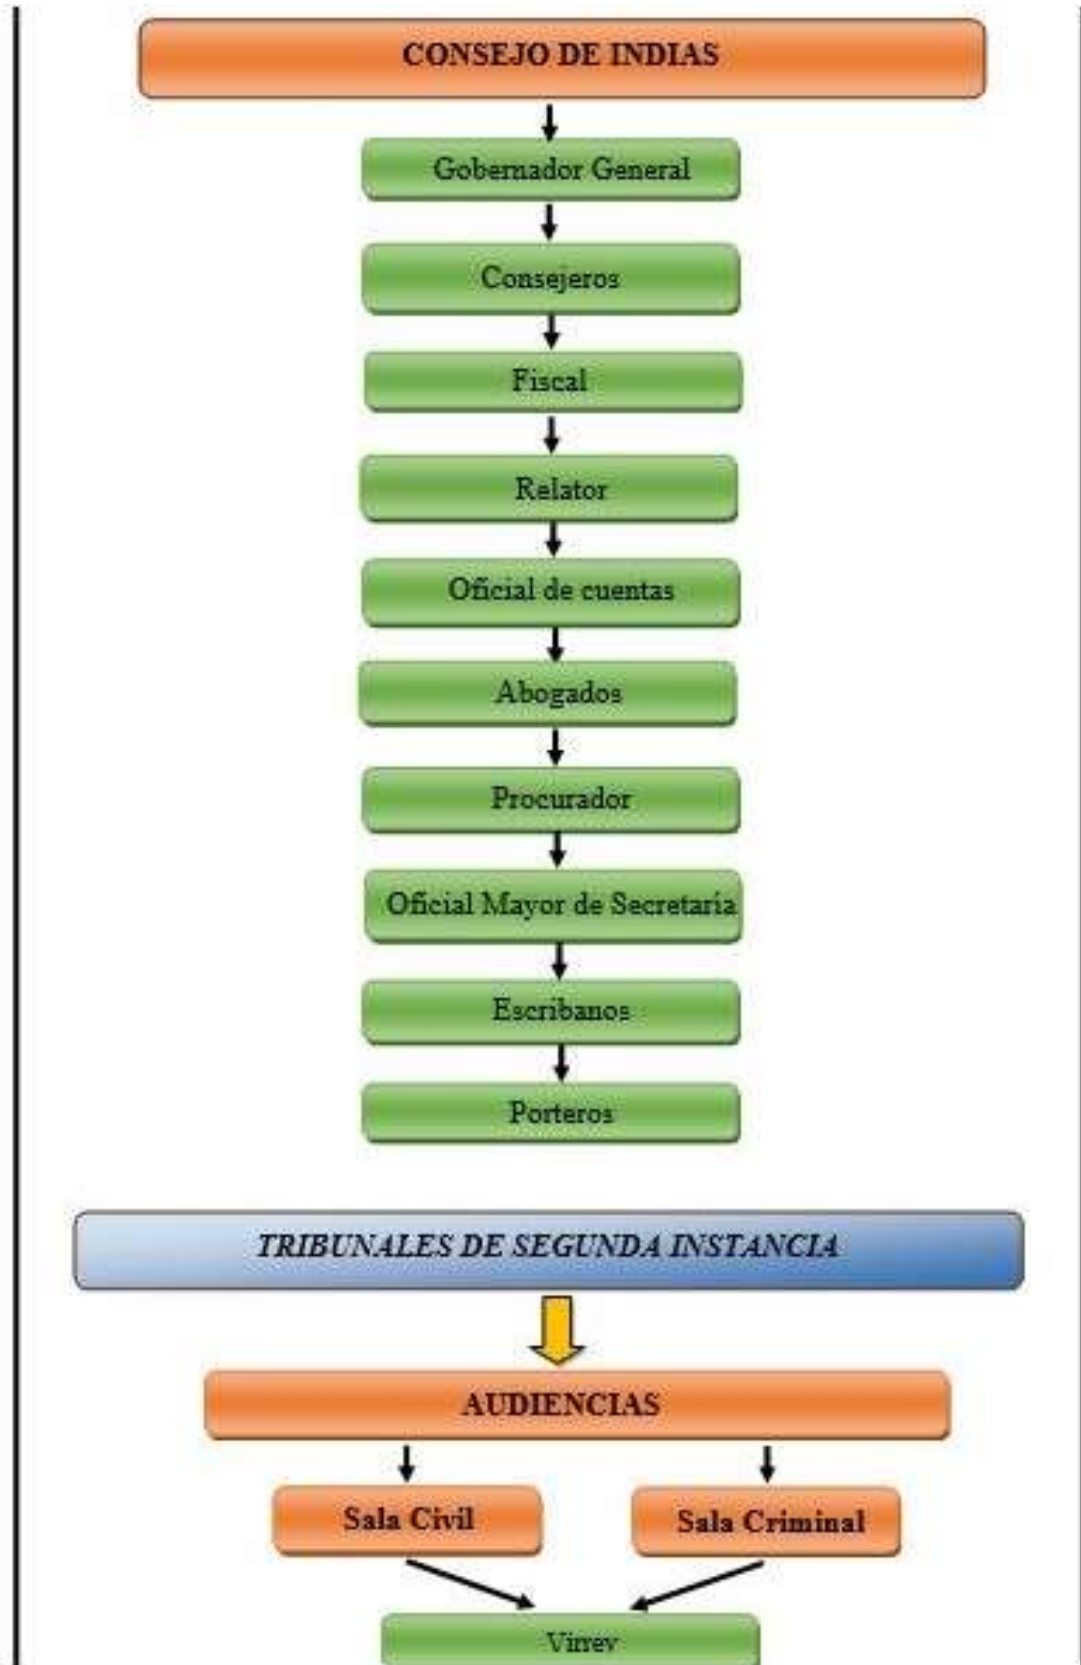 CONSEJO DE INDIAS
Gobernador General
Consejeros
Fiscal
Relator
Oficial de cuentas
Abogados
Procurador
Oficial Mayor de Secretaría
Escribanos
Porteros
TRIBUNALES DE SEGUNDA INSTANCIA
AUDIENCIAS
Sala Civil
Sala Criminal
Virrey